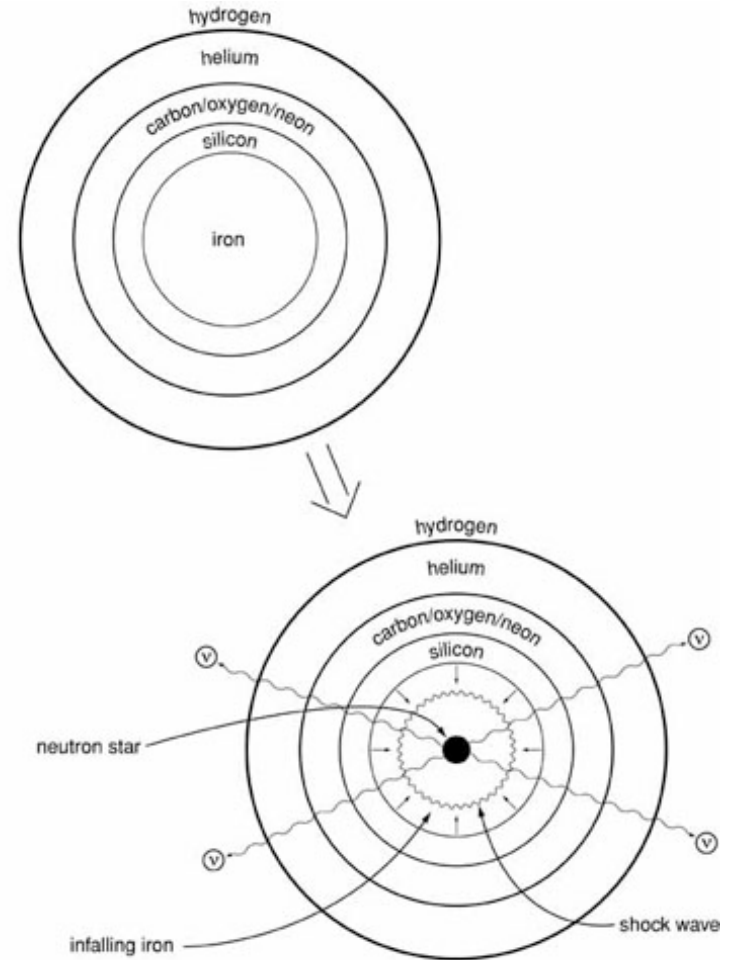 hydrogen
helium
carbon/oxygen/neon
silicon
iron
hydrogen
helium
carbon/oxygen/neon
silicon
ν
ν
neutron star
ν
ν
shock wave
infalling iron